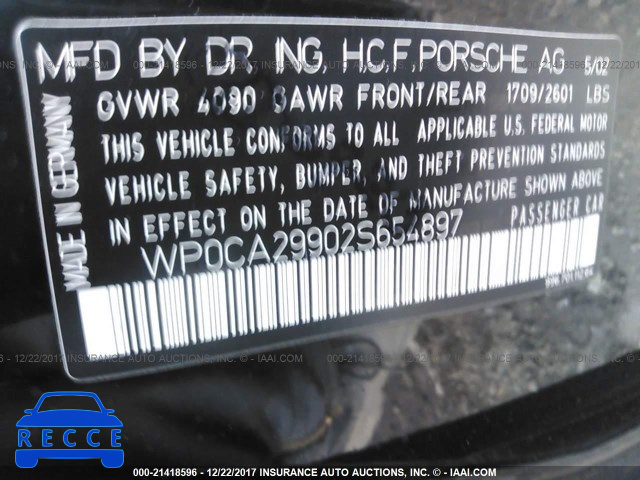 MFD BY DR. ING. H.C.F. PORSCHE AG 5/02
GVWR 4090 GAWR FRONT/REAR 1709/2601 LBS
THIS VEHICLE CONFORMS TO ALL APPLICABLE U.S. FEDERAL MOTOR
VEHICLE SAFETY, BUMPER, AND THEFT PREVENTION STANDARDS
IN EFFECT ON THE DATE OF MANUFACTURE SHOWN ABOVE
WP0CA29902S654897 PASSENGER CAR
MADE IN GERMANY
RECCE
000-21418596 - 12/22/2017 INSURANCE AUTO AUCTIONS, INC. - © IAAI.COM